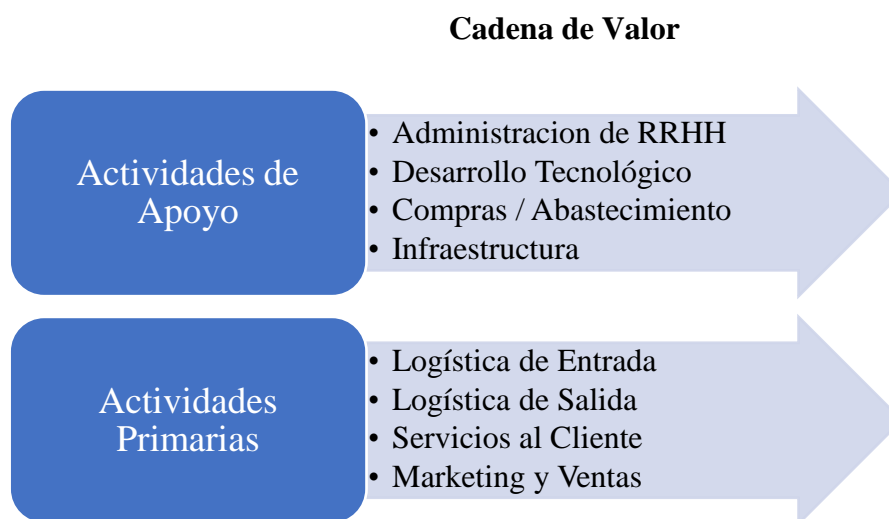 Cadena de Valor
Actividades de
Apoyo
• Administracion de RRHH
• Desarrollo Tecnológico
• Compras / Abastecimiento
• Infraestructura
Actividades
Primarias
• Logística de Entrada
• Logística de Salida
• Servicios al Cliente
• Marketing y Ventas